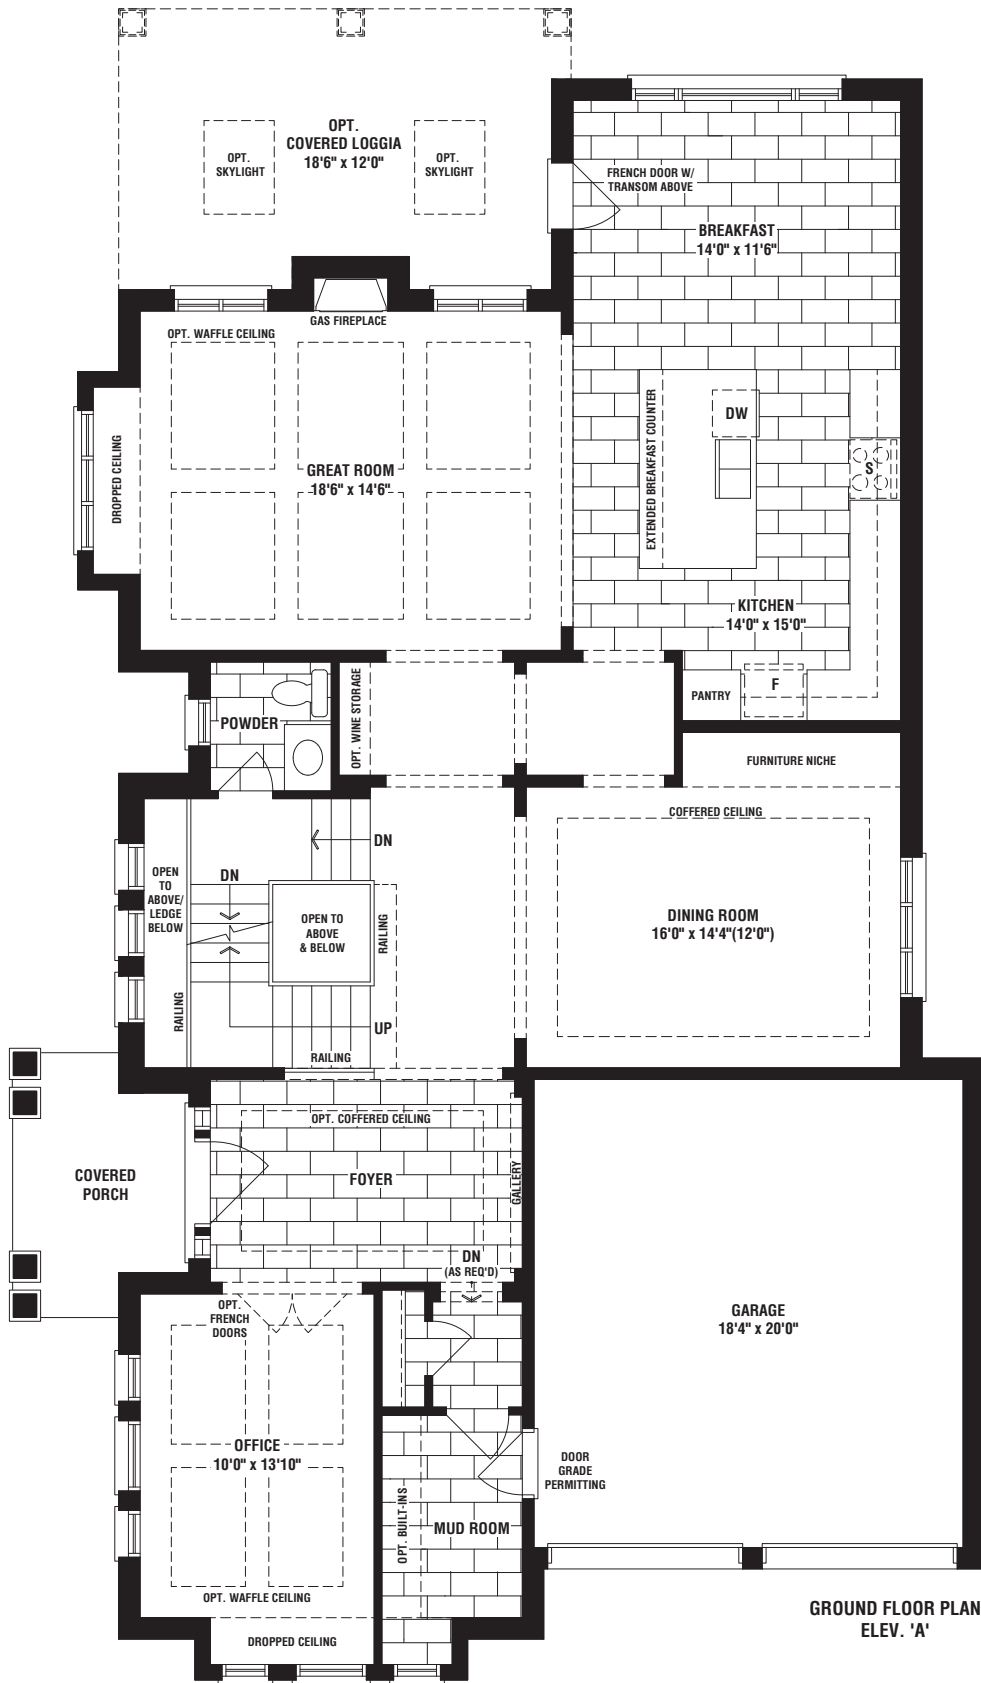 OPT.
COVERED LOGGIA
18'6" x 12'0"
OPT.
SKYLIGHT
OPT.
SKYLIGHT
FRENCH DOOR W/
TRANSOM ABOVE
BREAKFAST
14'0" x 11'6"
GAS FIREPLACE
OPT. WAFFLE CEILING
DROPPED CEILING
GREAT ROOM
18'6" x 14'6"
EXTENDED BREAKFAST COUNTER
DW
S
KITCHEN
14'0" x 15'0"
PANTRY
F
POWDER
OPT. WINE STORAGE
FURNITURE NICHE
COFFERED CEILING
DN
DN
OPEN
TO
ABOVE/
LEDGE
BELOW
OPEN TO
ABOVE
& BELOW
RAILING
DINING ROOM
16'0" x 14'4"(12'0")
RAILING
UP
RAILING
OPT. COFFERED CEILING
FOYER
GALLERY
COVERED
PORCH
DN
(AS REQ'D)
OPT.
FRENCH
DOORS
GARAGE
18'4" x 20'0"
OFFICE
10'0" x 13'10"
DOOR
GRADE
PERMITTING
OPT. BUILT-INS
MUD ROOM
OPT. WAFFLE CEILING
DROPPED CEILING
GROUND FLOOR PLAN
ELEV. 'A'